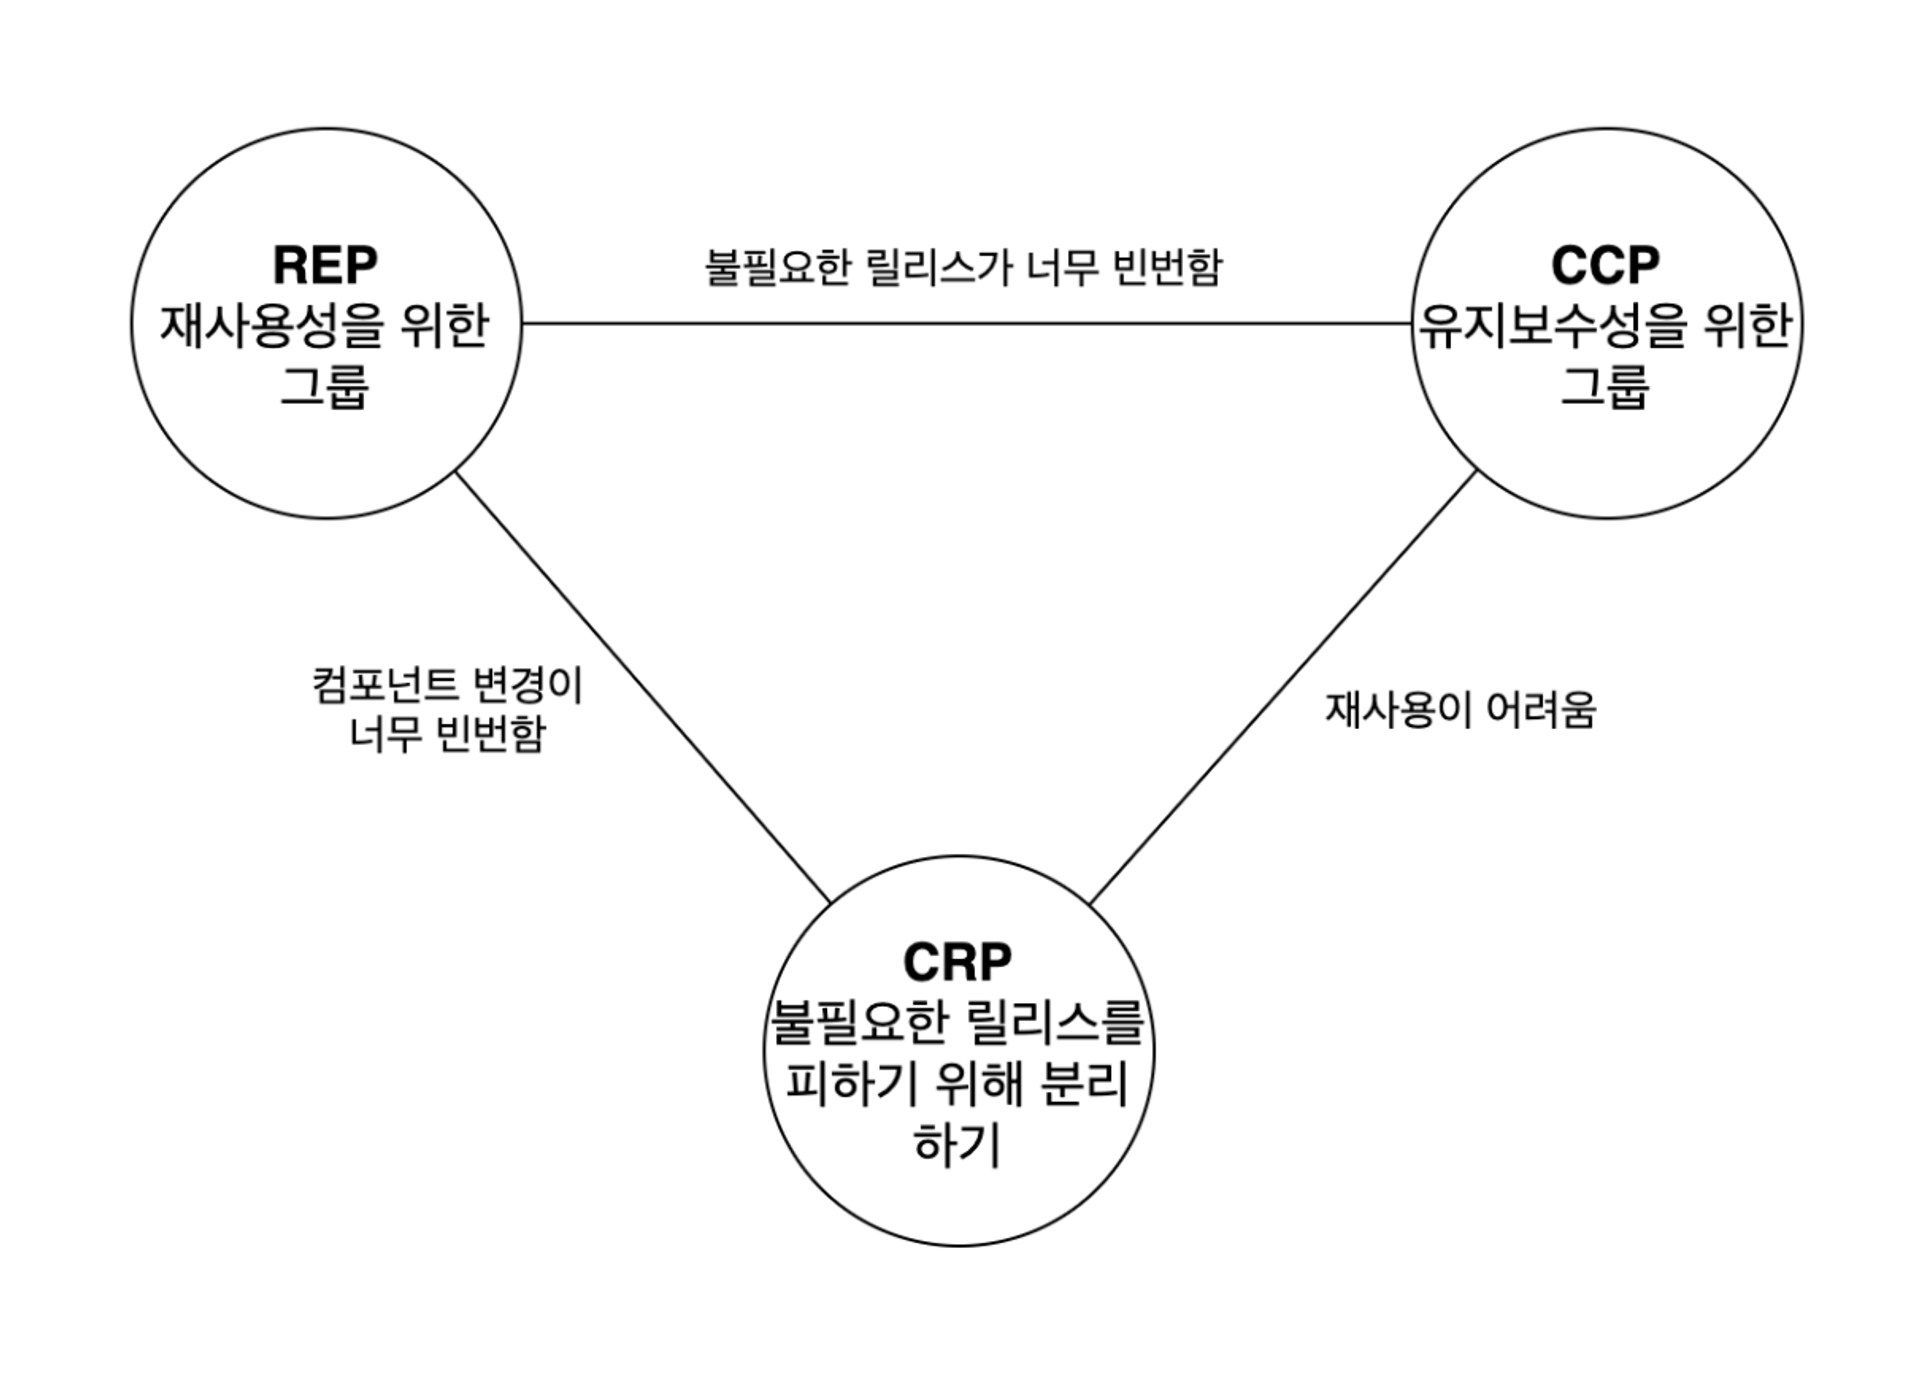 REP
재사용성을 위한
그룹
불필요한 릴리스가 너무 빈번함
CCP
유지보수성을 위한
그룹
컴포넌트 변경이
너무 빈번함
재사용이 어려움
CRP
불필요한 릴리스를
피하기 위해 분리
하기